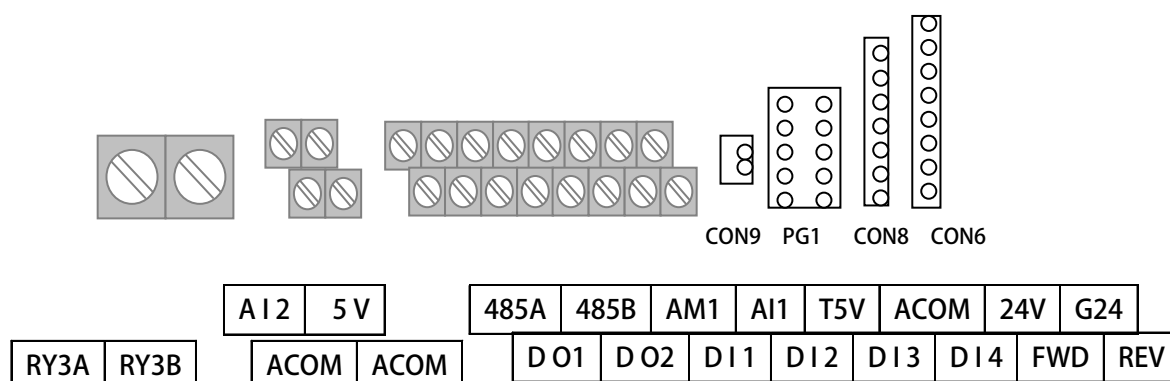 CON9 PG1 CON8 CON6
AI2 5V 485A 485B AM1 AI1 T5V ACOM 24V G24
RY3A RY3B ACOM ACOM DO1 DO2 DI1 DI2 DI3 DI4 FWD REV